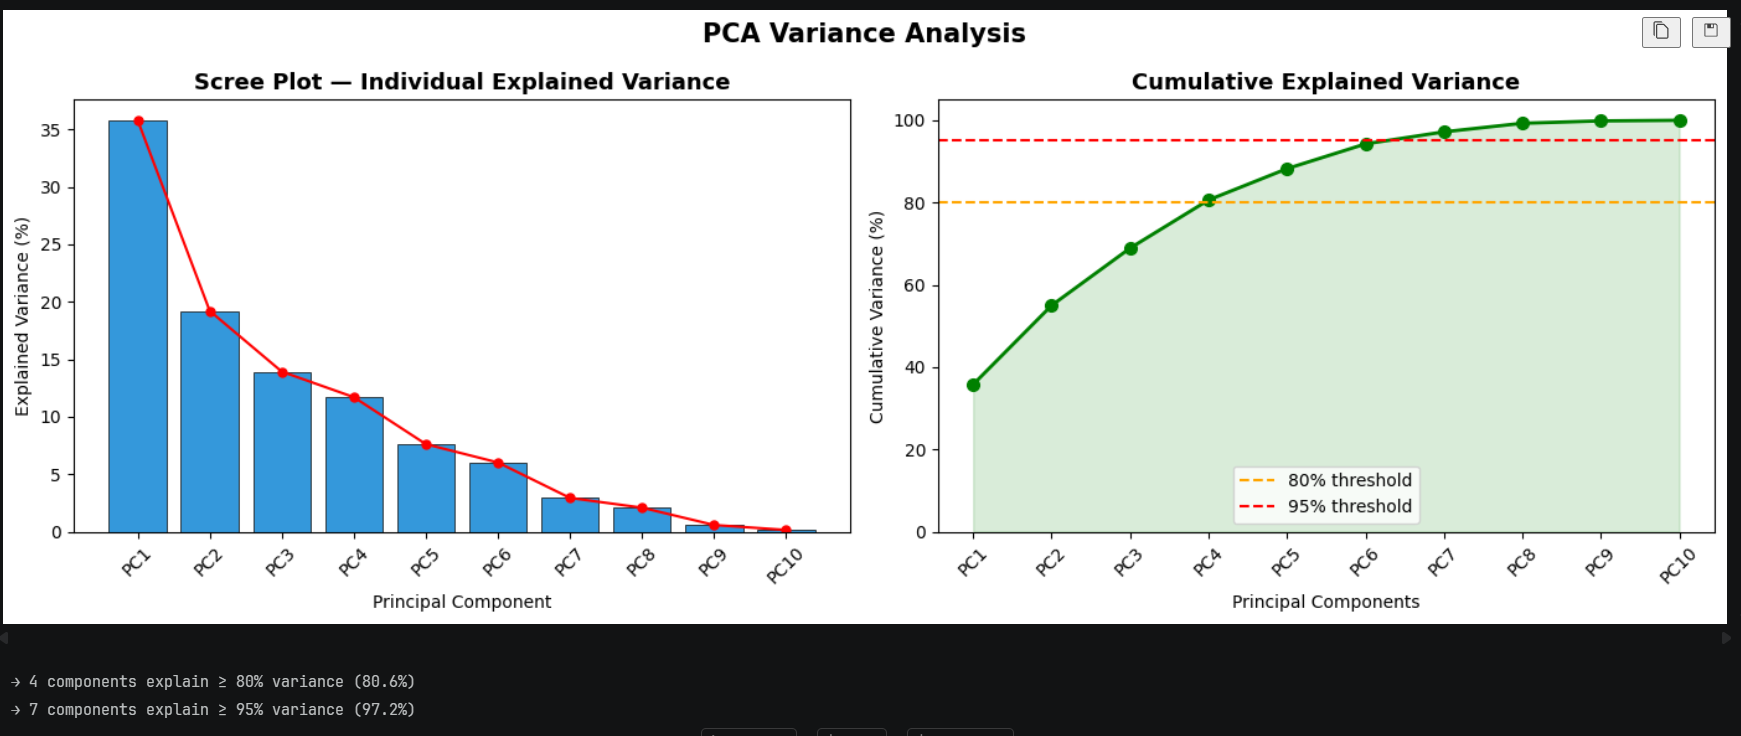 PCA Variance Analysis
Scree Plot — Individual Explained Variance
Explained Variance (%)
35
30
25
20
15
10
5
0
PC1 PC2 PC3 PC4 PC5 PC6 PC7 PC8 PC9 PC10
Principal Component
Cumulative Explained Variance
Cumulative Variance (%)
100
80
60
40
20
0
80% threshold
95% threshold
PC1 PC2 PC3 PC4 PC5 PC6 PC7 PC8 PC9 PC10
Principal Components
→ 4 components explain ≥ 80% variance (80.6%)
→ 7 components explain ≥ 95% variance (97.2%)